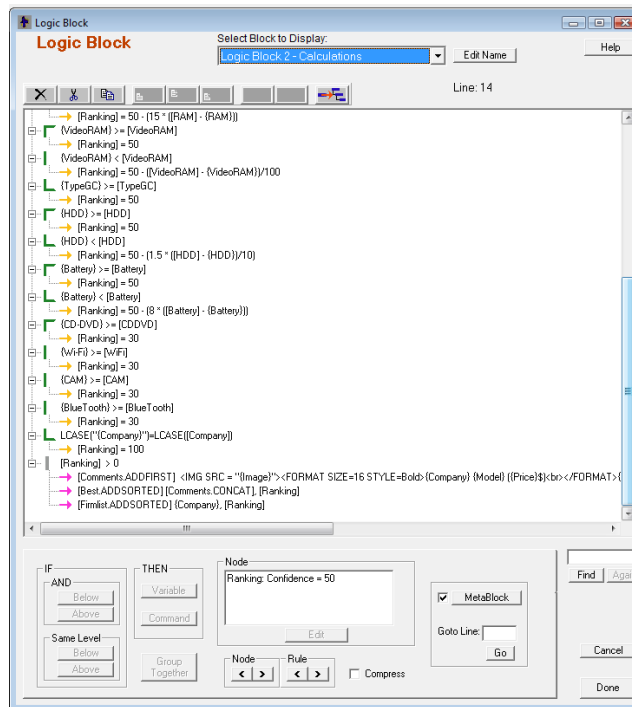 Logic Block
Logic Block
Select Block to Display:
Logic Block 2 - Calculations
Edit Name
Help
Line: 14
[Ranking] = 50 - (15 * ([RAM] - {RAM}))
{VideoRAM} >= [VideoRAM]
[Ranking] = 50
{VideoRAM} < [VideoRAM]
[Ranking] = 50 - ([VideoRAM] - {VideoRAM})/100
{TypeGC} >= [TypeGC]
[Ranking] = 50
{HDD} >= [HDD]
[Ranking] = 50
{HDD} < [HDD]
[Ranking] = 50 - (1.5 * ([HDD] - {HDD})/10)
{Battery} >= [Battery]
[Ranking] = 50
{Battery} < [Battery]
[Ranking] = 50 - (8 * ([Battery] - {Battery}))
{CD-DVD} >= [CDDVD]
[Ranking] = 30
{Wi-Fi} >= [WiFi]
[Ranking] = 30
{CAM} >= [CAM]
[Ranking] = 30
{BlueTooth} >= [BlueTooth]
[Ranking] = 30
LCASE("{Company}")=LCASE([Company])
[Ranking] = 100
[Ranking] > 0
[Comments.ADDFIRST] <IMG SRC = "{Image}"><FORMAT SIZE=16 STYLE=Bold>{Company} {Model} ({Price}$)<br></FORMAT>{
[Best.ADDSORTED] [Comments.CONCAT], [Ranking]
[Firmlist.ADDSORTED] {Company}, [Ranking]
IF
AND
Below
Above
Same Level
Below
Above
THEN
Variable
Command
Group
Together
Node
Ranking: Confidence = 50
Edit
Node
< >
Rule
< >
Compress
MetaBlock
Goto Line:
Go
Find
Agai
Cancel
Done